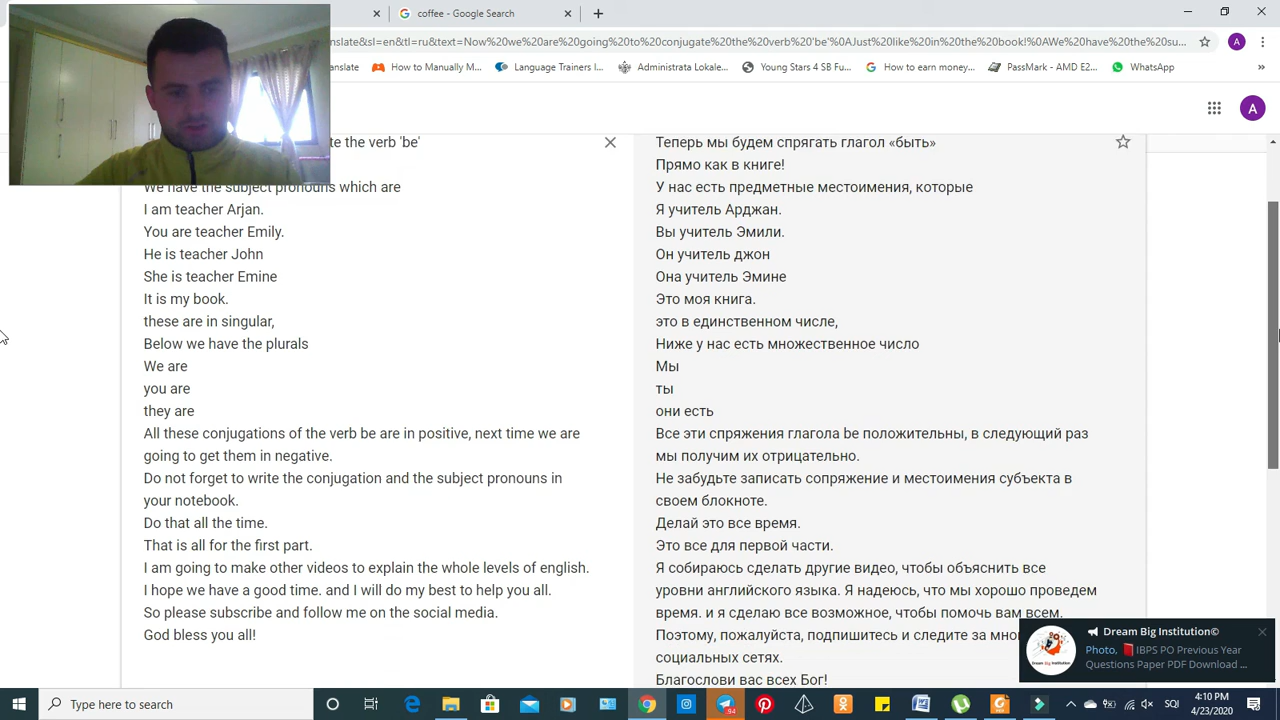 coffee - Google Search
nslate&sl=en&tl=ru&text=Now%20we%20are%20going%20to%20conjugate%20the%20verb%20'be'%0AJust%20like%20in%20the%20book!%0AWe%20have%20the%20su...
A
anslate
How to Manually M...
Language Trainers I...
Administrata Lokale...
Young Stars 4 SB Fu...
How to earn money...
PassMark - AMD E2...
WhatsApp
»
A
te the verb 'be'
We have the subject pronouns which are
I am teacher Arjan.
You are teacher Emily.
He is teacher John
She is teacher Emine
It is my book.
these are in singular,
Below we have the plurals
We are
you are
they are
All these conjugations of the verb be are in positive, next time we are
going to get them in negative.
Do not forget to write the conjugation and the subject pronouns in
your notebook.
Do that all the time.
That is all for the first part.
I am going to make other videos to explain the whole levels of english.
I hope we have a good time. and I will do my best to help you all.
So please subscribe and follow me on the social media.
God bless you all!
Теперь мы будем спрягать глагол «быть»
Прямо как в книге!
У нас есть предметные местоимения, которые
Я учитель Арджан.
Вы учитель Эмили.
Он учитель джон
Она учитель Эмине
Это моя книга.
это в единственном числе,
Ниже у нас есть множественное число
Мы
ты
они есть
Все эти спряжения глагола be положительны, в следующий раз
мы получим их отрицательно.
Не забудьте записать сопряжение и местоимения субъекта в
своем блокноте.
Делай это все время.
Это все для первой части.
Я собираюсь сделать другие видео, чтобы объяснить все
уровни английского языка. Я надеюсь, что мы хорошо проведем
время. и я сделаю все возможное, чтобы помочь вам всем.
Поэтому, пожалуйста, подпишитесь и следите за мно
социальных сетях.
Благослови вас всех Бог!
Dream Big Institution©
Photo, IBPS PO Previous Year
Questions Paper PDF Download ...
Type here to search
94
SQI
4:10 PM
4/23/2020